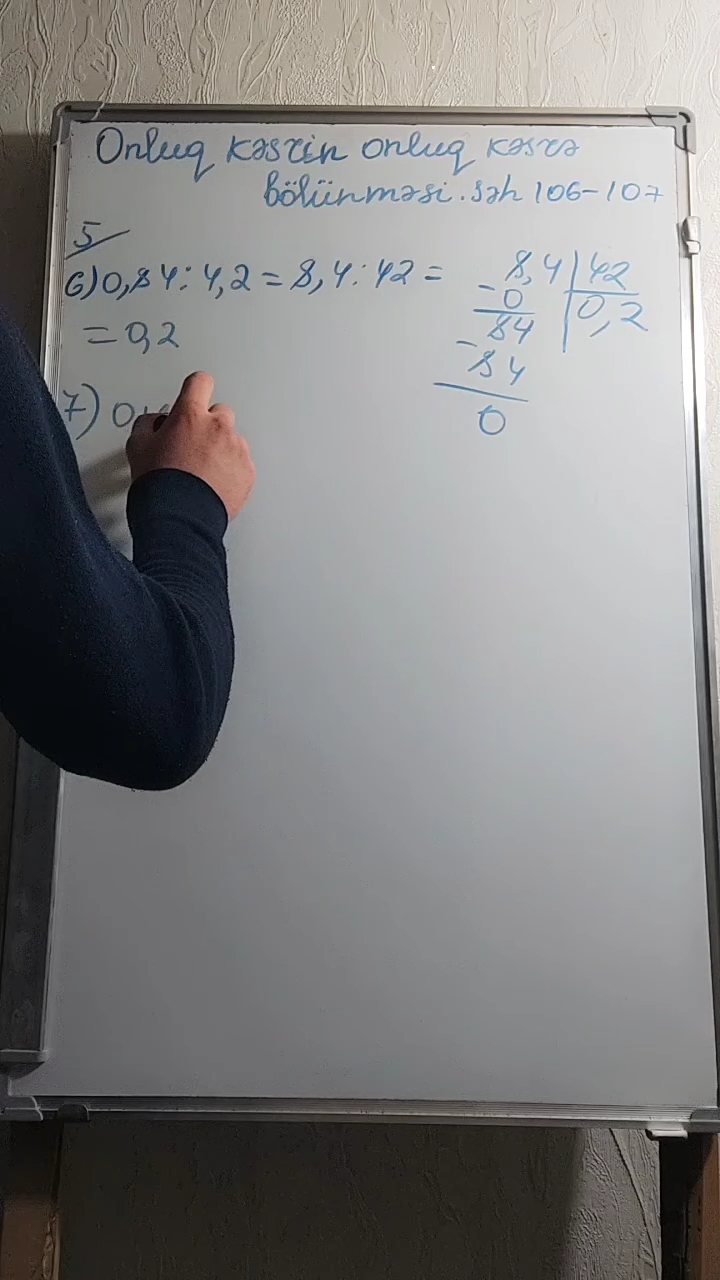 Onluq kəsrin onluq kəsrə
bölünməsi. səh 106-107
5
6) 0,84 : 4,2 = 8,4 : 42 =
= 0,2
8,4 | 42
- 0 | 0,2
84
- 84
0
7) 0